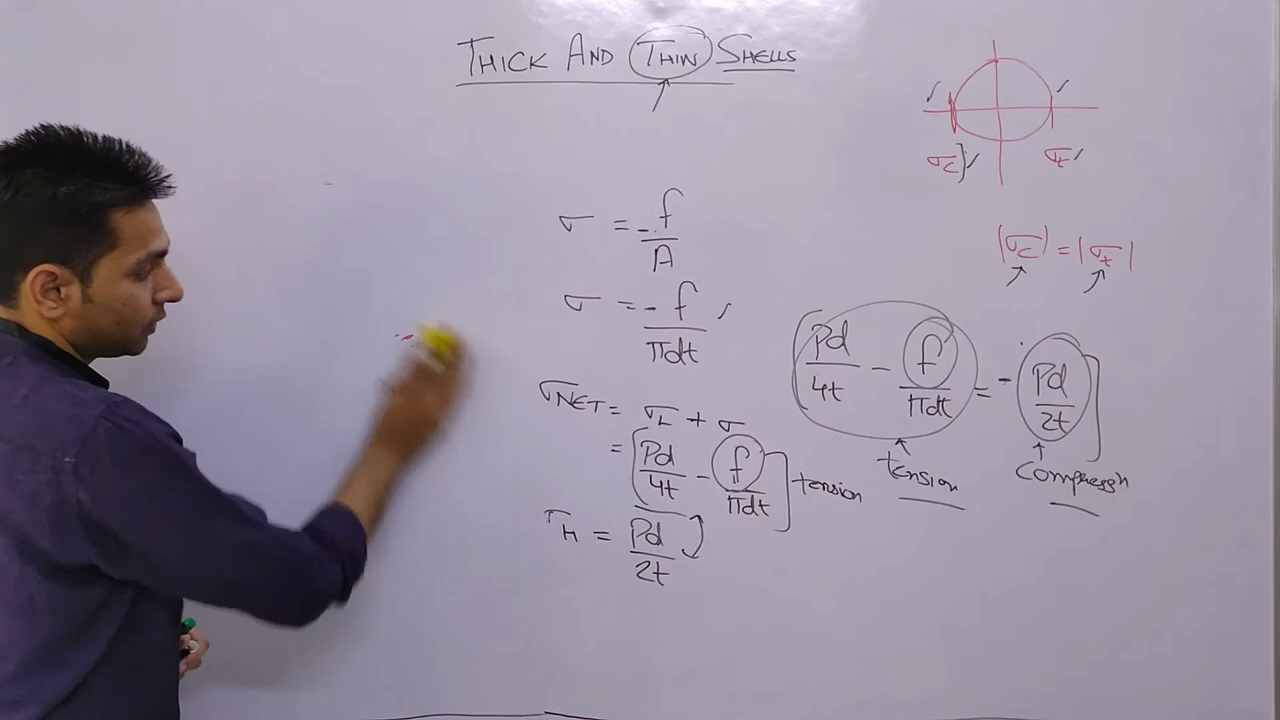 THICK AND THIN SHELLS
σc σt
σ = - f / A
|σc| = |σt|
σ = - f / πdt
Pd / 4t - f / πdt = - Pd / 2t
σNET = σL + σ
tension compressn
= [Pd / 4t - f / πdt] tension
σH = Pd / 2t